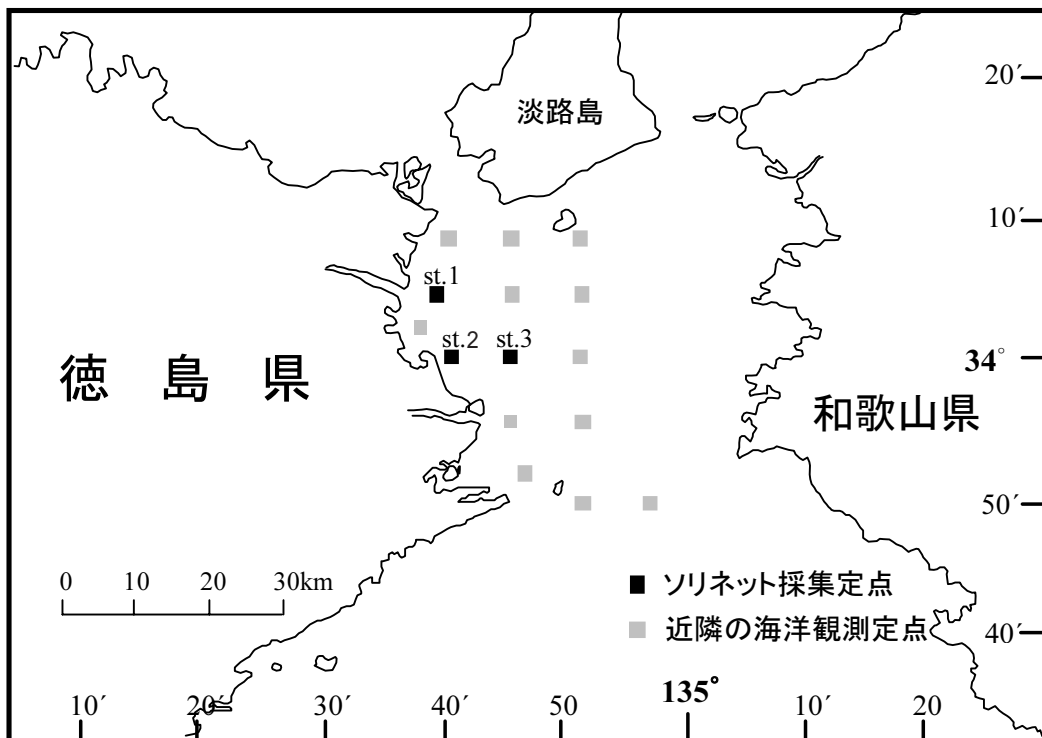 20´
淡路島
10´
st.1
st.2 st.3
34°
徳 島 県
和歌山県
50´
0 10 20 30km
ソリネット採集定点
近隣の海洋観測定点
40´
10´ 20´ 30´ 40´ 50 135° 10´ 20